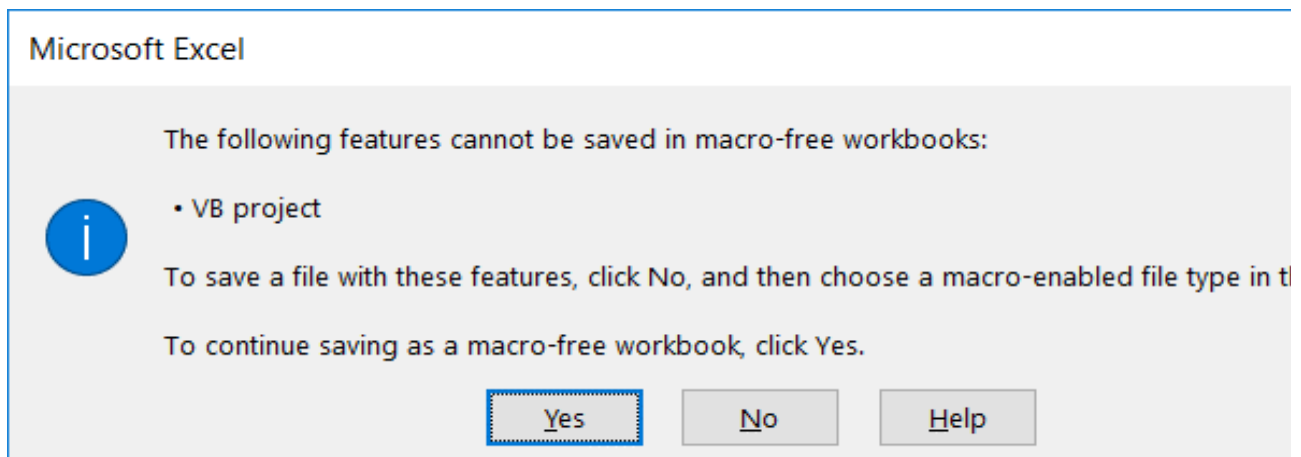 Microsoft Excel
The following features cannot be saved in macro-free workbooks:
• VB project
To save a file with these features, click No, and then choose a macro-enabled file type in
To continue saving as a macro-free workbook, click Yes.
Yes No Help